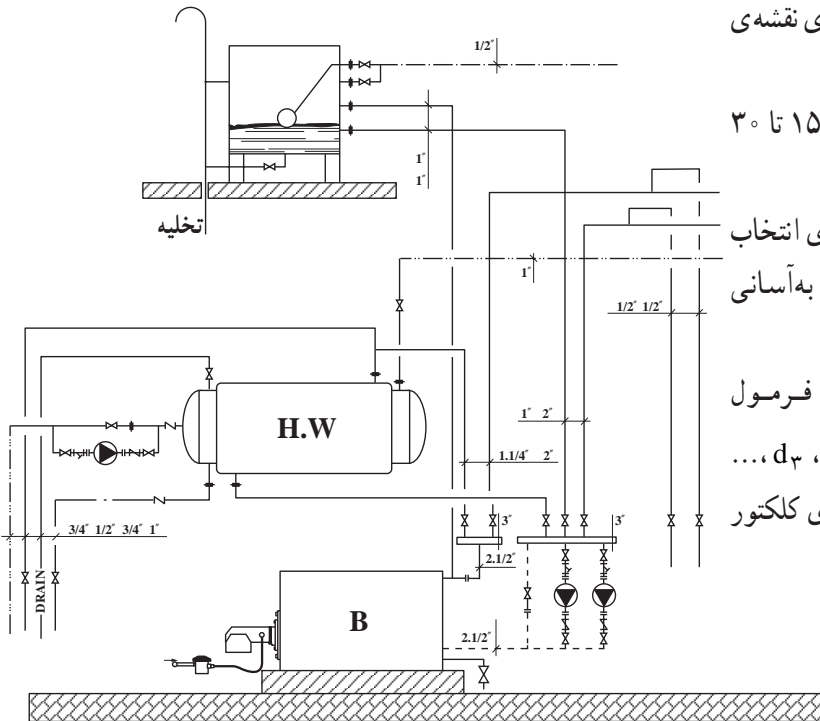 ی نقشه‌ی
۱۵ تا ۳۰
ی انتخاب
به‌آسانی
فرمول
، d۳ ،...
ی کلکتور
1/2″
1″
1″
تخلیه
1″
1/2″ 1/2″
H.W
1″ 2″
1.1/4″ 2″
3/4″ 1/2″ 3/4″ 1″
DRAIN
3″
3″
2.1/2″
B
2.1/2″